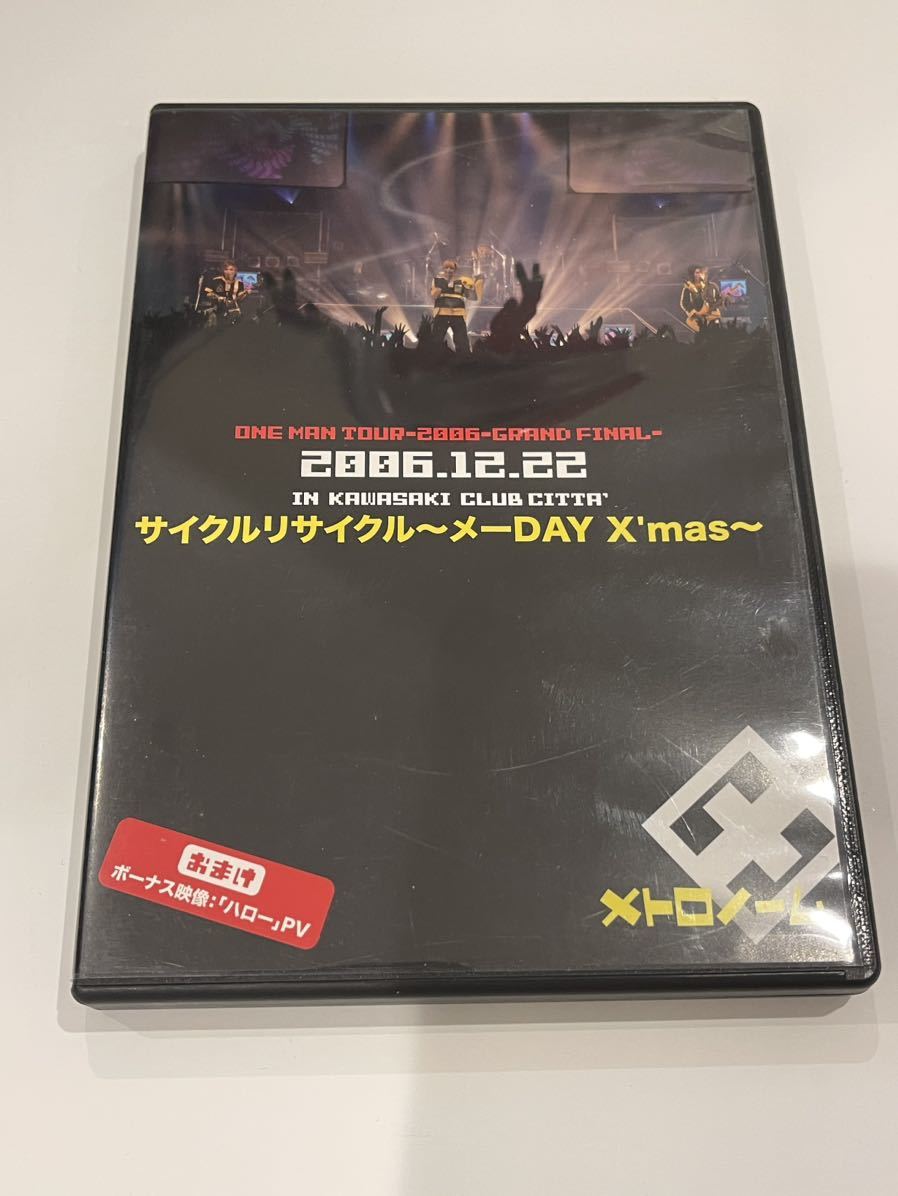 ONE MAN TOUR-2006-GRAND FINAL-
2006.12.22
IN KAWASAKI CLUB CITTA'
サイクルリサイクル～メーDAY X'mas～
おまけ
ボーナス映像:「ハロー」PV
メトロノーム